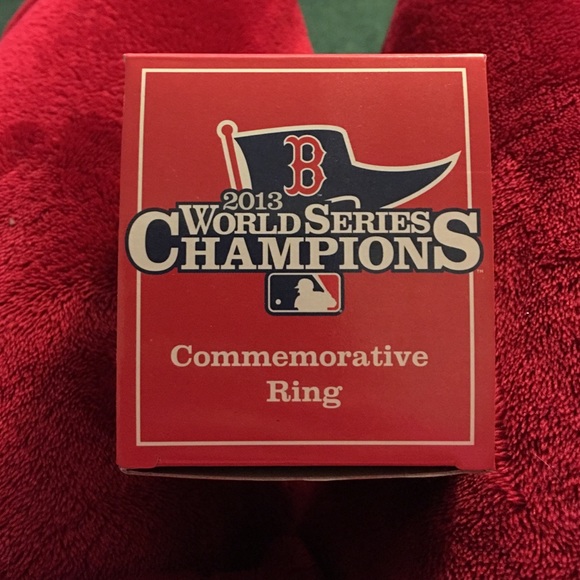 B
2013
WORLD SERIES
CHAMPIONS
Commemorative
Ring